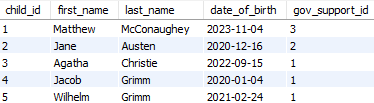 child_id first_name last_name date_of_birth gov_support_id
1 Matthew McConaughey 2023-11-04 3
2 Jane Austen 2020-12-16 2
3 Agatha Christie 2022-09-15 1
4 Jacob Grimm 2020-01-04 1
5 Wilhelm Grimm 2021-02-24 1